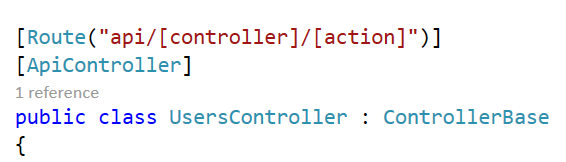 [Route("api/[controller]/[action]")]
[ApiController]
1 reference
public class UsersController : ControllerBase
{